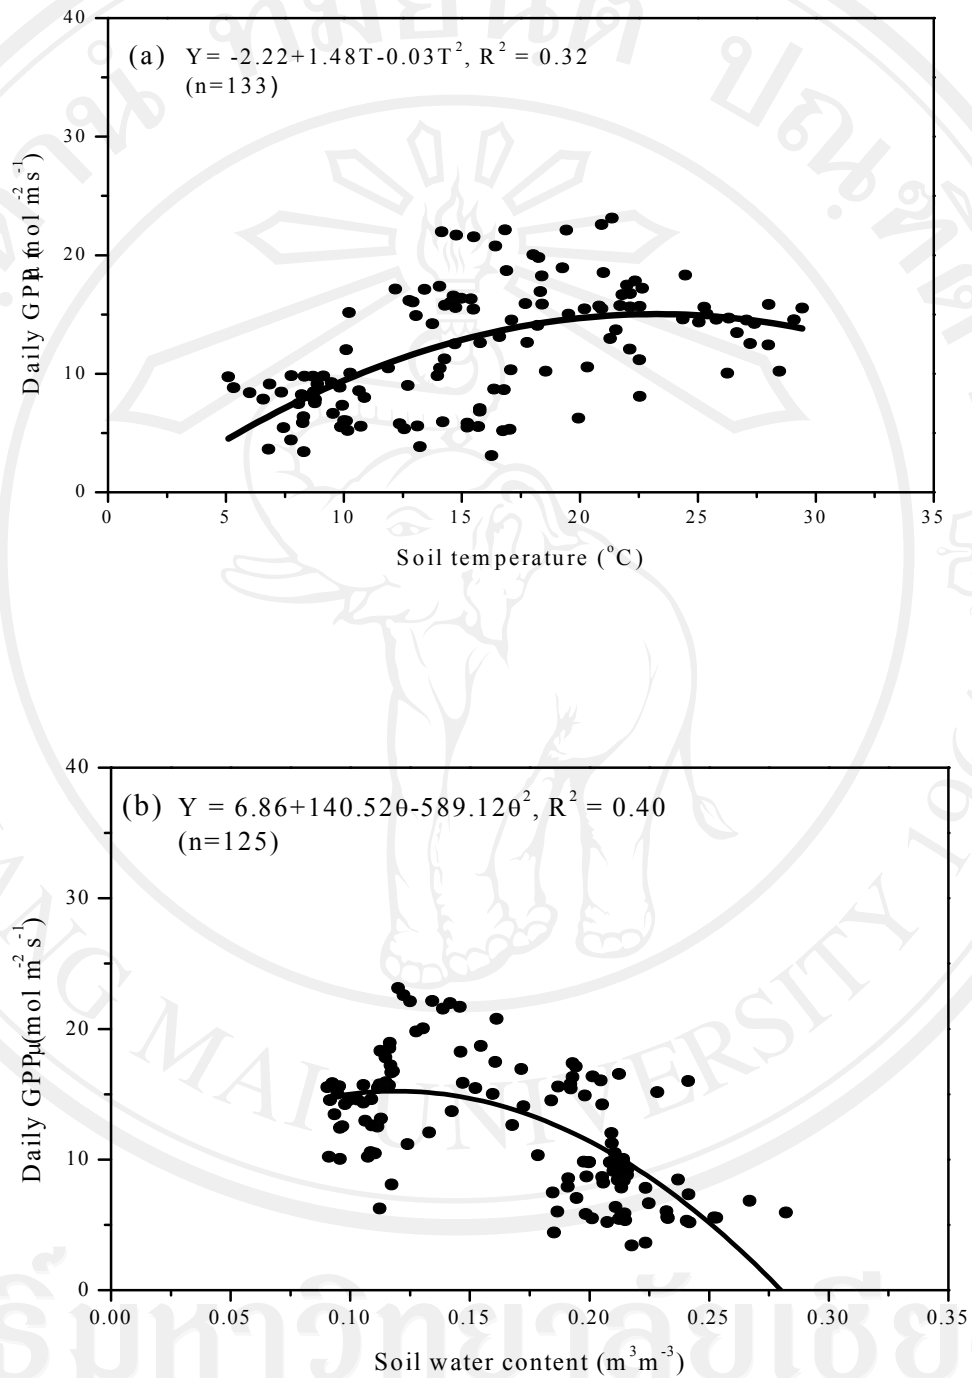 40
(a) Y= -2.22+1.48T-0.03T², R² = 0.32
(n=133)
30
20
10
0
Daily GPP (μmol m⁻² s⁻¹)
0 5 10 15 20 25 30 35
Soil temperature (°C)
40
(b) Y = 6.86+140.52θ-589.12θ², R² = 0.40
(n=125)
30
20
10
0
Daily GPP (μmol m⁻² s⁻¹)
0.00 0.05 0.10 0.15 0.20 0.25 0.30 0.35
Soil water content (m³m⁻³)